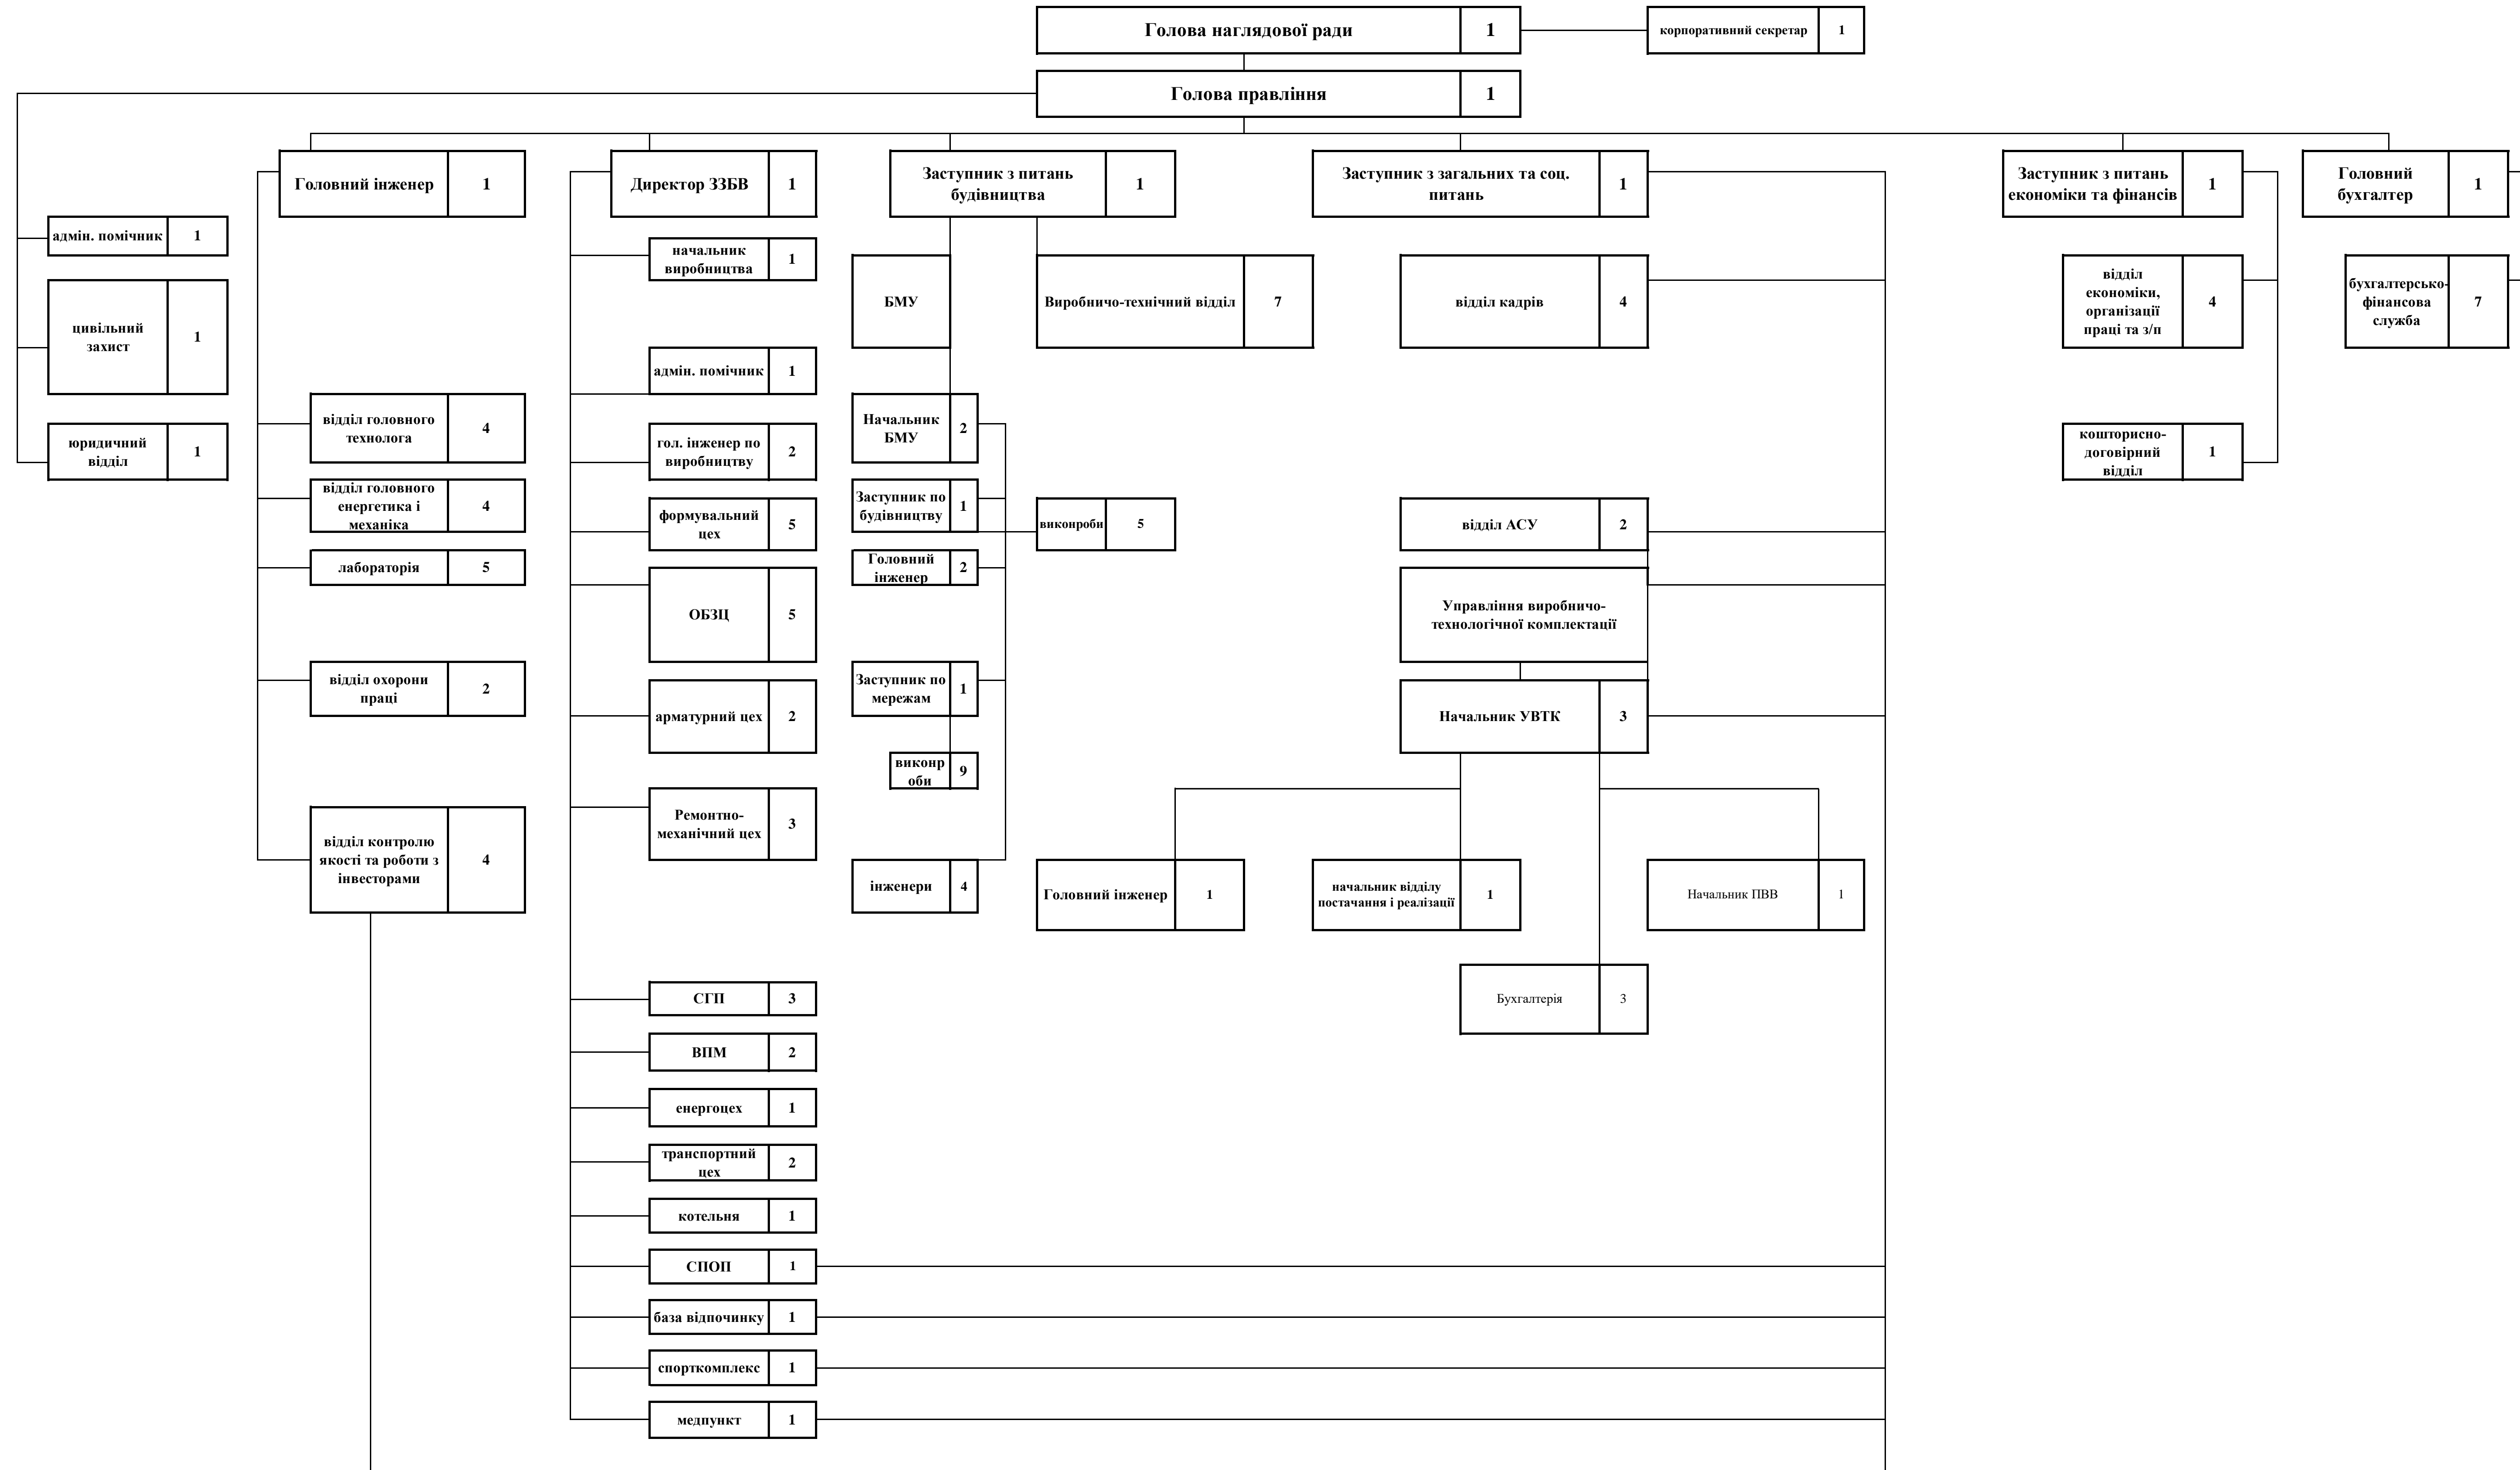 Голова наглядової ради 1
корпоративний секретар 1
Голова правління 1
Головний інженер 1
Директор ЗЗБВ 1
Заступник з питань
будівництва 1
Заступник з загальних та соц.
питань 1
Заступник з питань
економіки та фінансів 1
Головний
бухгалтер 1
адмін. помічник 1
цивільний
захист 1
юридичний
відділ 1
відділ головного
технолога 4
відділ головного
енергетика і
механіка 4
лабораторія 5
відділ охорони
праці 2
відділ контролю
якості та роботи з
інвесторами 4
начальник
виробництва 1
адмін. помічник 1
гол. інженер по
виробництву 2
формувальний
цех 5
ОБЗЦ 5
арматурний цех 2
Ремонтно-
механічний цех 3
СГП 3
ВПМ 2
енергоцех 1
транспортний
цех 2
котельня 1
СПОП 1
база відпочинку 1
спорткомплекс 1
медпункт 1
БМУ
Виробничо-технічний відділ 7
Начальник
БМУ 2
Заступник по
будівництву 1
виконроби 5
Головний
інженер 2
Заступник по
мережам 1
виконр
оби 9
інженери 4
відділ кадрів 4
відділ АСУ 2
Управління виробничо-
технологічної комплектації
Начальник УВТК 3
Головний інженер 1
начальник відділу
постачання і реалізації 1
Начальник ПВВ 1
Бухгалтерія 3
відділ
економіки,
організації
праці та з/п 4
кошторисно-
договірний
відділ 1
бухгалтерсько-
фінансова
служба 7